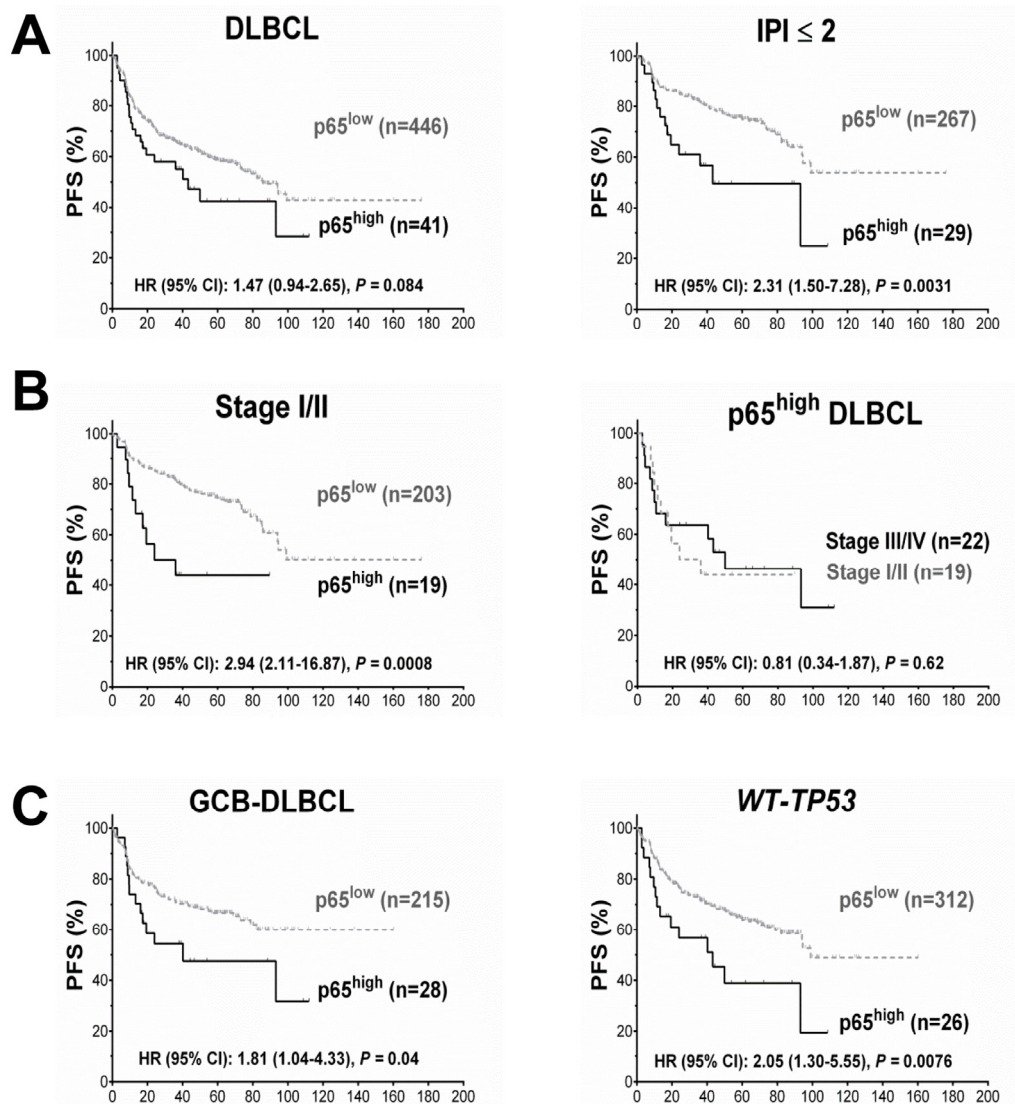 A
DLBCL
PFS (%)
100
80
60
40
20
0
p65low (n=446)
p65high (n=41)
HR (95% CI): 1.47 (0.94-2.65), P = 0.084
0 20 40 60 80 100 120 140 160 180 200
IPI ≤ 2
PFS (%)
100
80
60
40
20
0
p65low (n=267)
p65high (n=29)
HR (95% CI): 2.31 (1.50-7.28), P = 0.0031
0 20 40 60 80 100 120 140 160 180 200
B
Stage I/II
PFS (%)
100
80
60
40
20
0
p65low (n=203)
p65high (n=19)
HR (95% CI): 2.94 (2.11-16.87), P = 0.0008
0 20 40 60 80 100 120 140 160 180 200
p65high DLBCL
PFS (%)
100
80
60
40
20
0
Stage III/IV (n=22)
Stage I/II (n=19)
HR (95% CI): 0.81 (0.34-1.87), P = 0.62
0 20 40 60 80 100 120 140 160 180 200
C
GCB-DLBCL
PFS (%)
100
80
60
40
20
0
p65low (n=215)
p65high (n=28)
HR (95% CI): 1.81 (1.04-4.33), P = 0.04
0 20 40 60 80 100 120 140 160 180 200
WT-TP53
PFS (%)
100
80
60
40
20
0
p65low (n=312)
p65high (n=26)
HR (95% CI): 2.05 (1.30-5.55), P = 0.0076
0 20 40 60 80 100 120 140 160 180 200